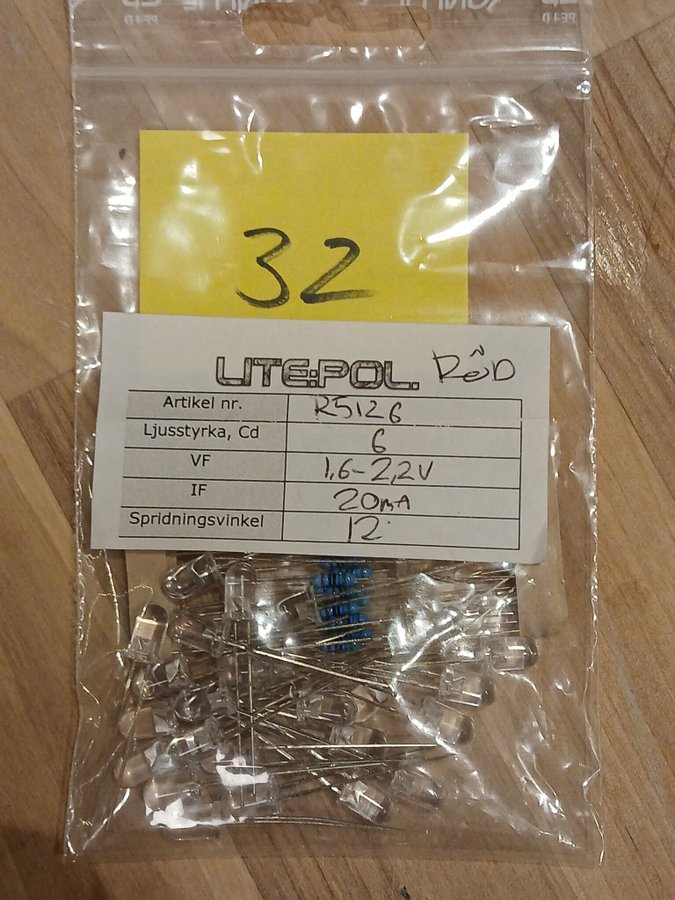 32
LITE:POL. RÖD
Artikel nr. R5126
Ljusstyrka, Cd 6
VF 1,6-2,2V
IF 20mA
Spridningsvinkel 12°